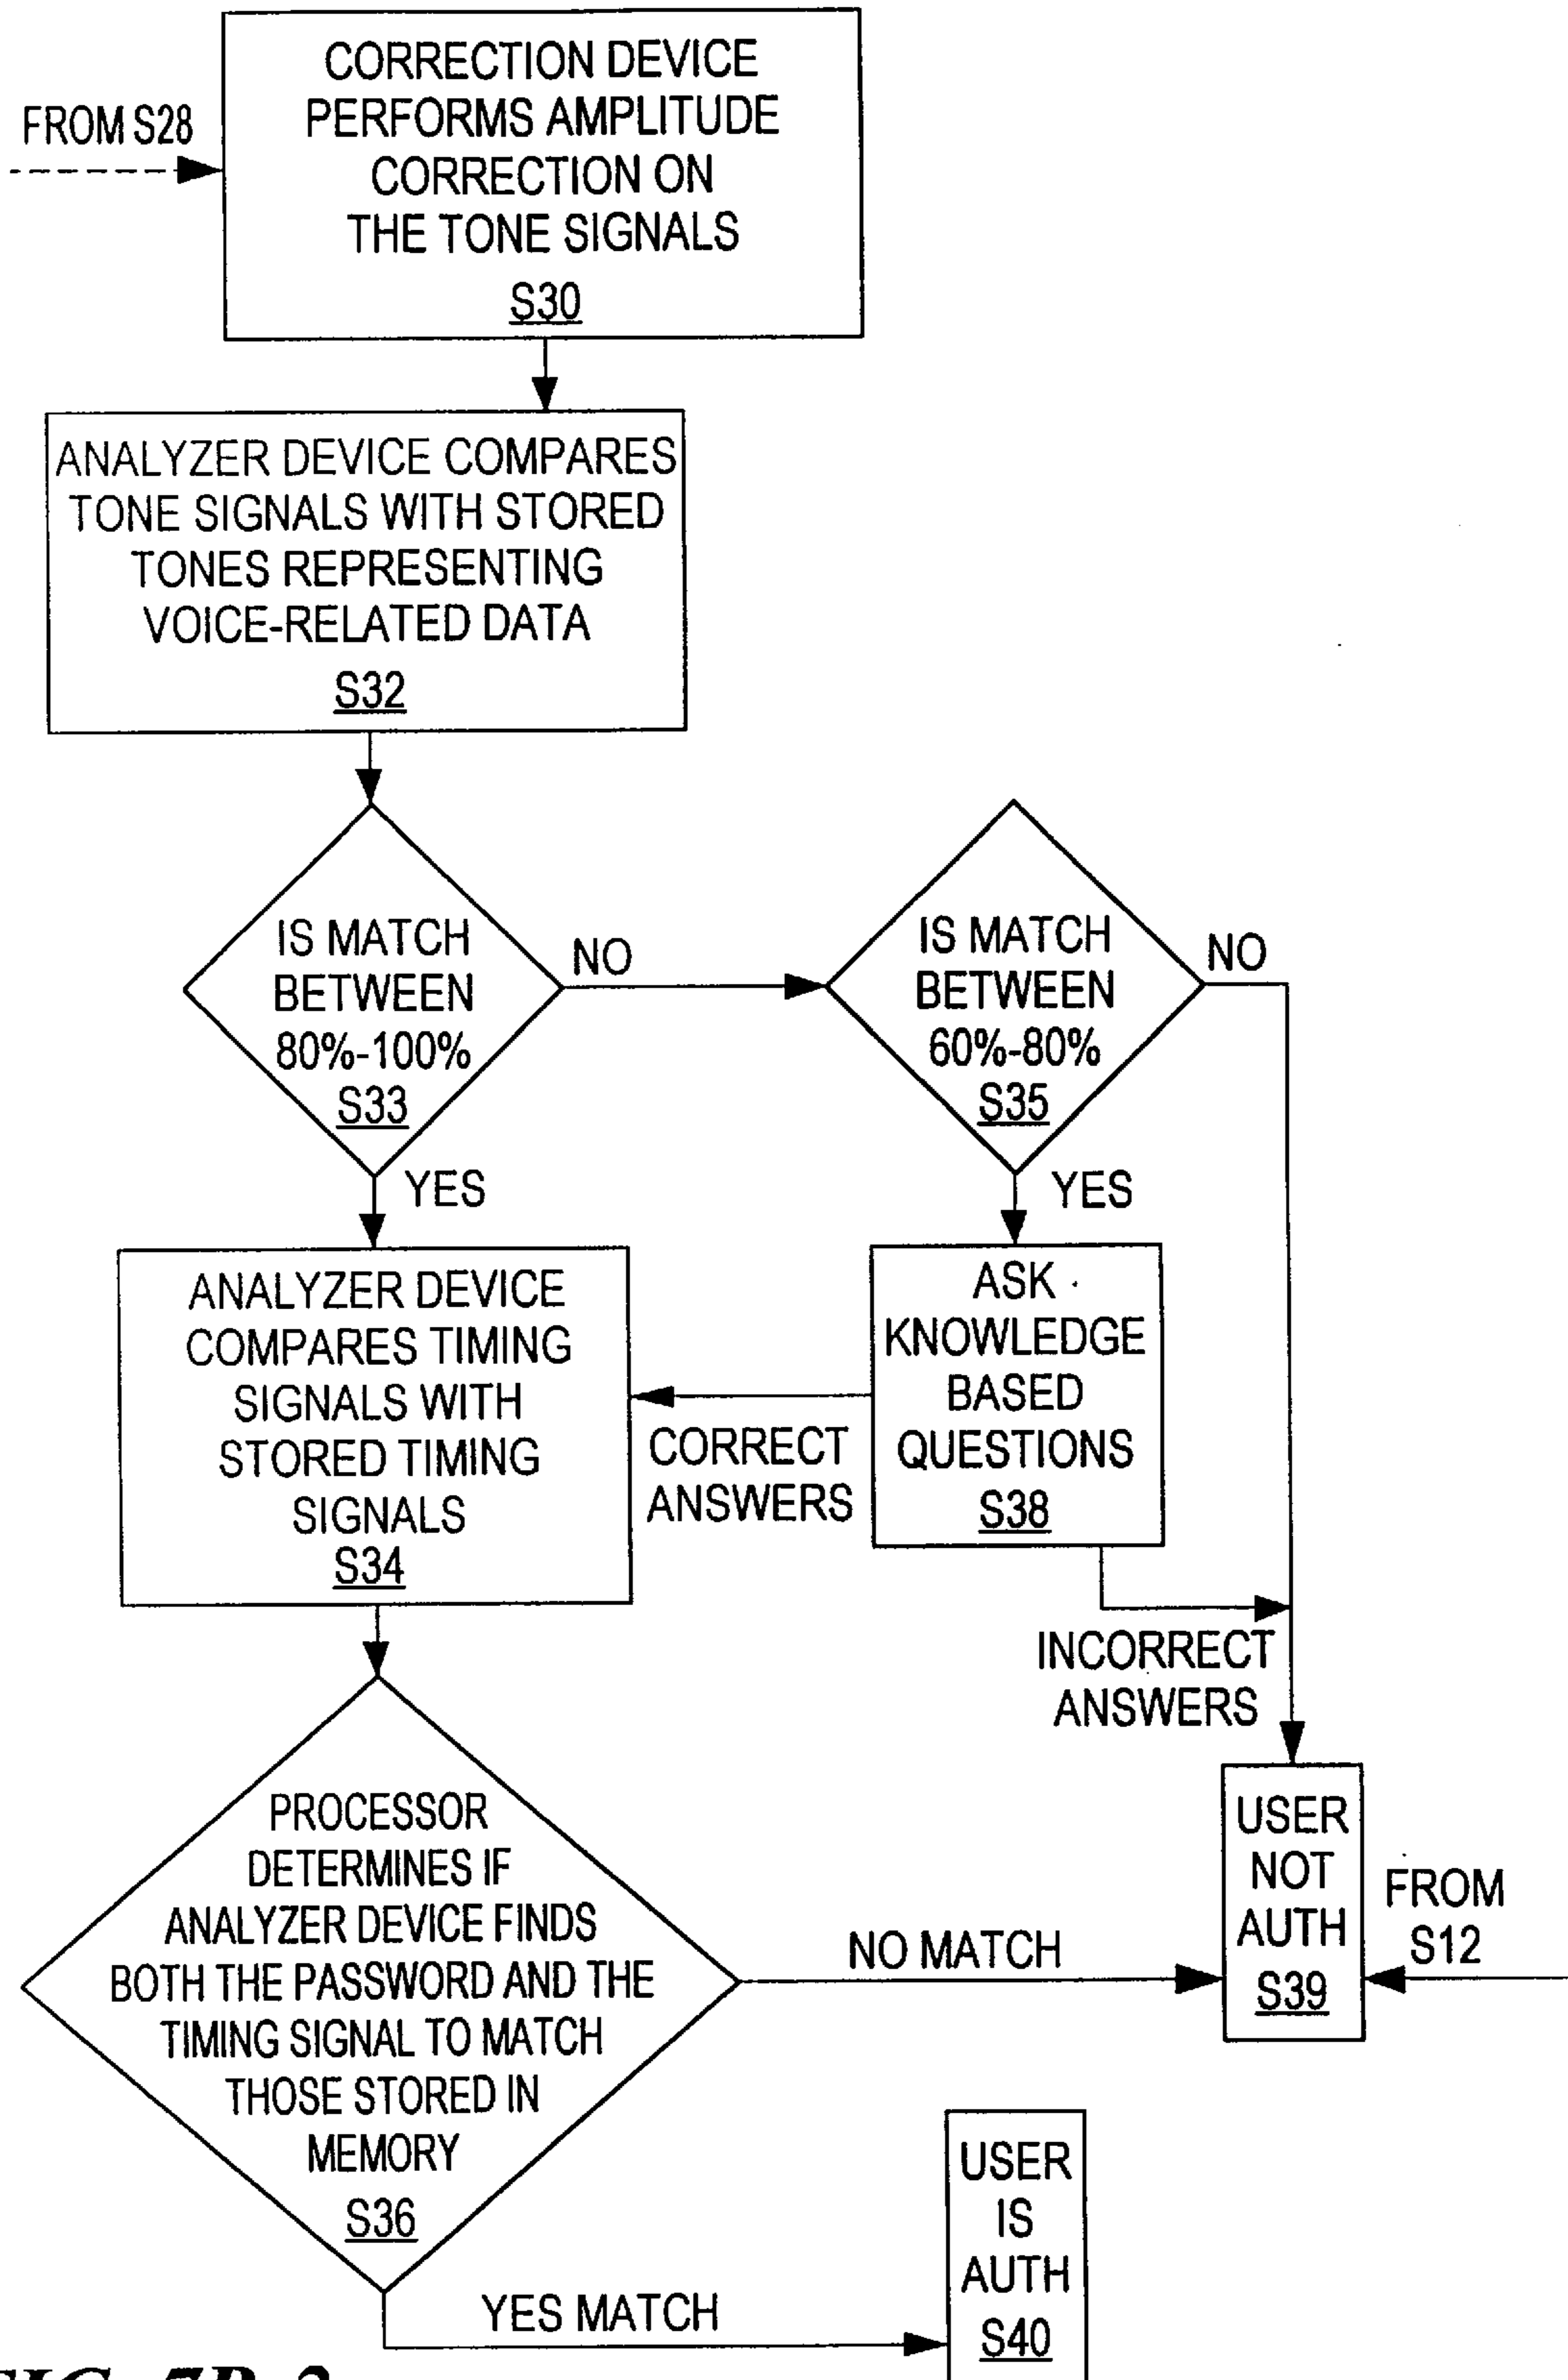 CORRECTION DEVICE
PERFORMS AMPLITUDE
CORRECTION ON
THE TONE SIGNALS
S30
FROM S28
ANALYZER DEVICE COMPARES
TONE SIGNALS WITH STORED
TONES REPRESENTING
VOICE-RELATED DATA
S32
IS MATCH
BETWEEN
80%-100%
S33
NO
IS MATCH
BETWEEN
60%-80%
S35
NO
YES
YES
ANALYZER DEVICE
COMPARES TIMING
SIGNALS WITH
STORED TIMING
SIGNALS
S34
CORRECT
ANSWERS
ASK
KNOWLEDGE
BASED
QUESTIONS
S38
INCORRECT
ANSWERS
PROCESSOR
DETERMINES IF
ANALYZER DEVICE FINDS
BOTH THE PASSWORD AND THE
TIMING SIGNAL TO MATCH
THOSE STORED IN
MEMORY
S36
NO MATCH
USER
NOT
AUTH
S39
FROM
S12
YES MATCH
USER
IS
AUTH
S40